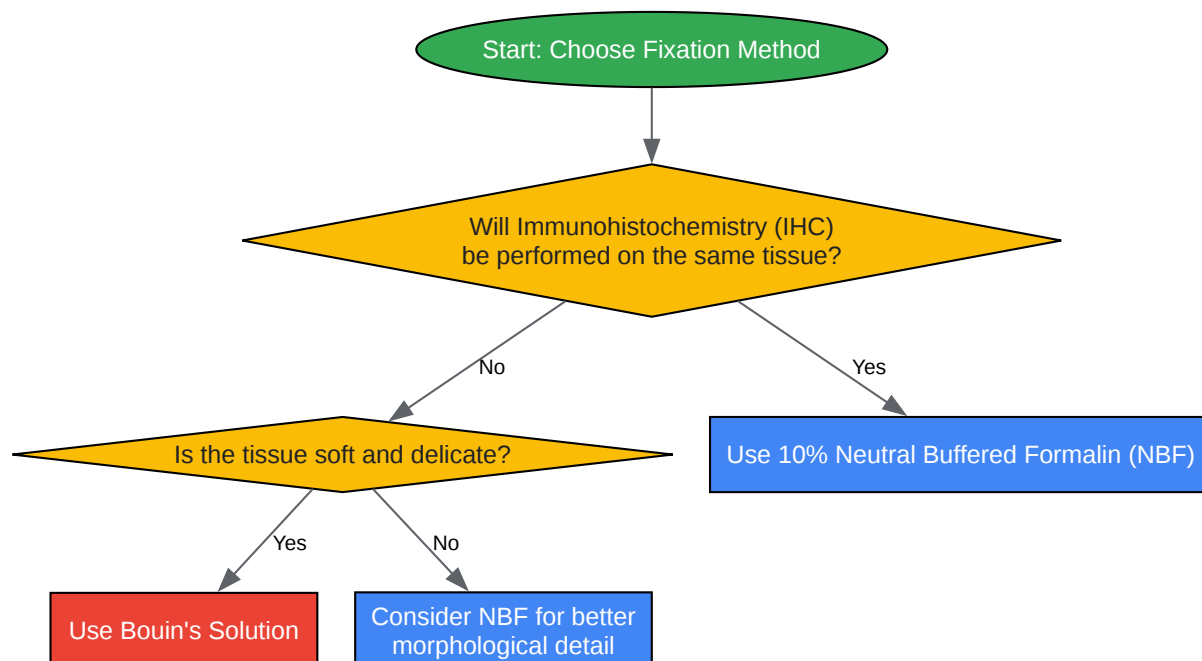 Start: Choose Fixation Method
Will Immunohistochemistry (IHC)
be performed on the same tissue?
No
Yes
Is the tissue soft and delicate?
Use 10% Neutral Buffered Formalin (NBF)
Yes
No
Use Bouin's Solution
Consider NBF for better
morphological detail